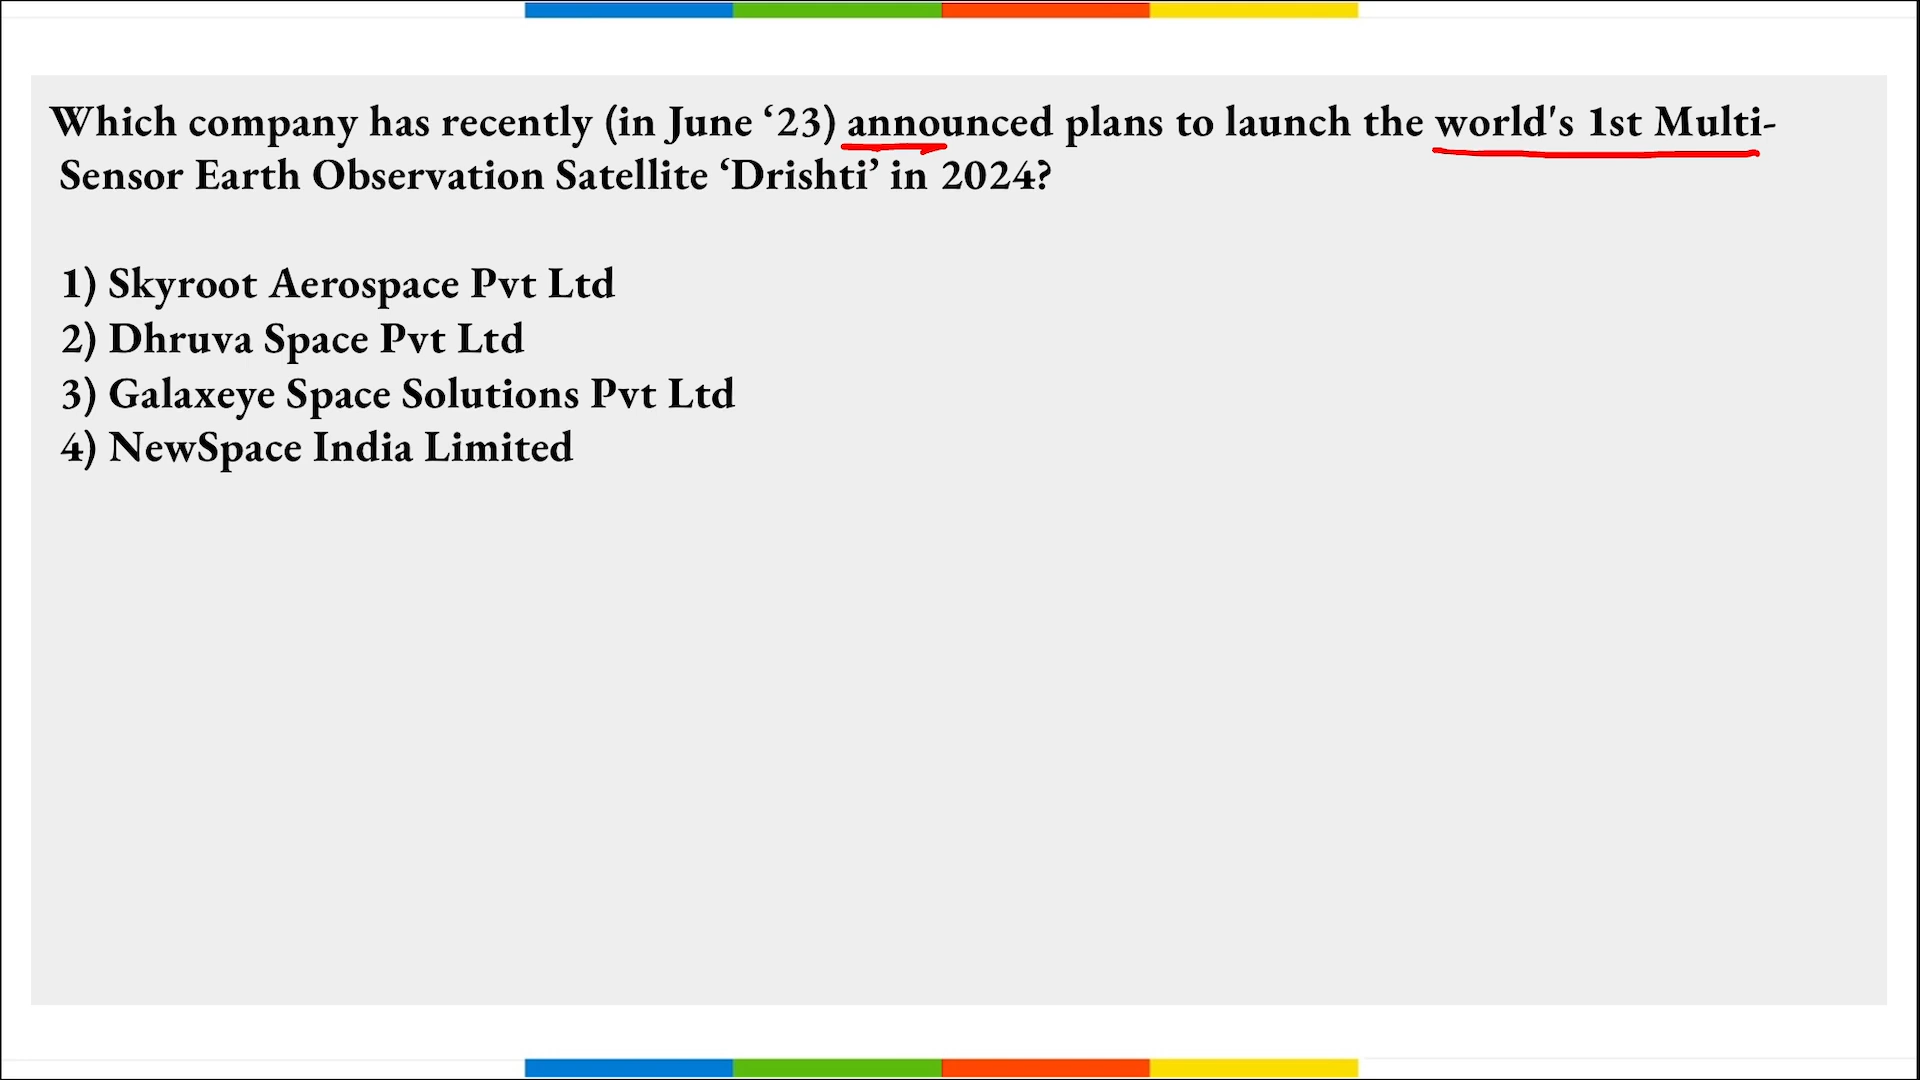 Which company has recently (in June ‘23) announced plans to launch the world's 1st Multi-
Sensor Earth Observation Satellite ‘Drishti’ in 2024?
1) Skyroot Aerospace Pvt Ltd
2) Dhruva Space Pvt Ltd
3) Galaxeye Space Solutions Pvt Ltd
4) NewSpace India Limited